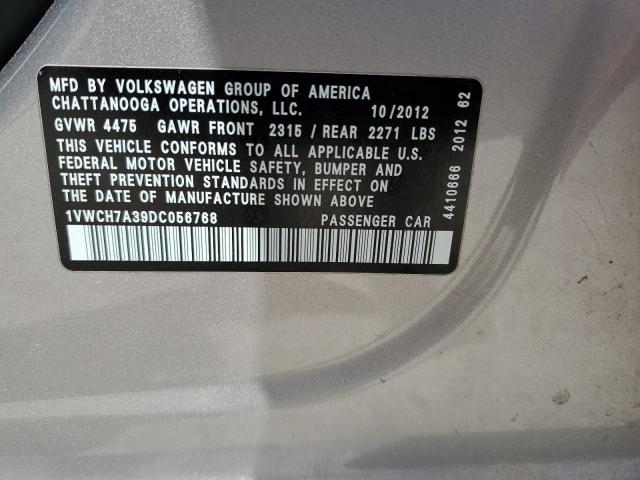 MFD BY VOLKSWAGEN GROUP OF AMERICA
CHATTANOOGA OPERATIONS, LLC. 10/2012
GVWR 4475 GAWR FRONT 2315 / REAR 2271 LBS
THIS VEHICLE CONFORMS TO ALL APPLICABLE U.S.
FEDERAL MOTOR VEHICLE SAFETY, BUMPER AND
THEFT PREVENTION STANDARDS IN EFFECT ON
THE DATE OF MANUFACTURE SHOWN ABOVE
1VWCH7A39DC056768 PASSENGER CAR
4410666 2012 62